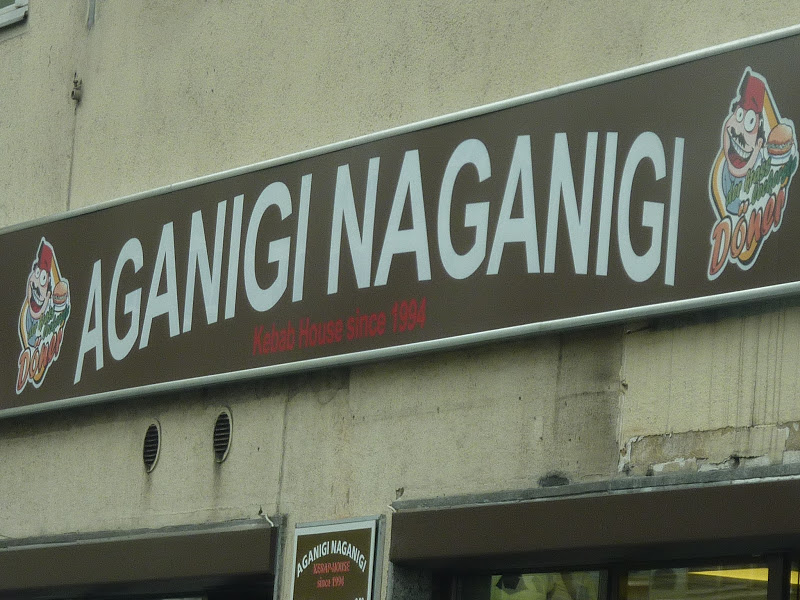 AGANIGI NAGANIGI
Kebab House since 1994
Döner
Döner
AGANIGI NAGANIGI
KEBAP-HOUSE
since 1994